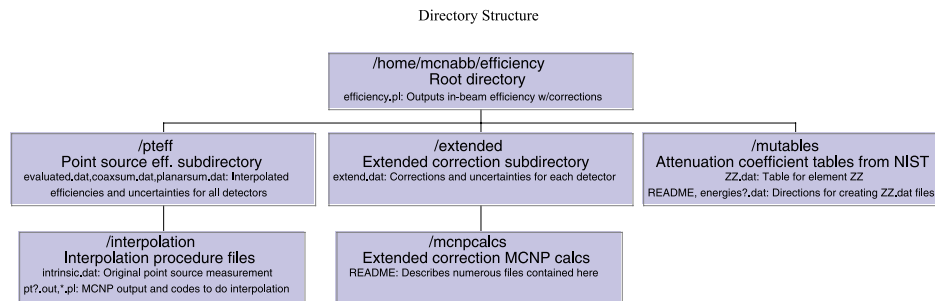 Directory Structure
/home/mcnabb/efficiency
Root directory
efficiency.pl: Outputs in-beam efficiency w/corrections
/pteff
Point source eff. subdirectory
evaluated.dat,coaxsum.dat,planarsum.dat: Interpolated
efficiencies and uncertainties for all detectors
/extended
Extended correction subdirectory
extend.dat: Corrections and uncertainties for each detector
/mutables
Attenuation coefficient tables from NIST
ZZ.dat: Table for element ZZ
README, energies?.dat: Directions for creating ZZ.dat files
/interpolation
Interpolation procedure files
intrinsic.dat: Original point source measurement
pt?.out,*.pl: MCNP output and codes to do interpolation
/mcnpcalcs
Extended correction MCNP calcs
README: Describes numerous files contained here